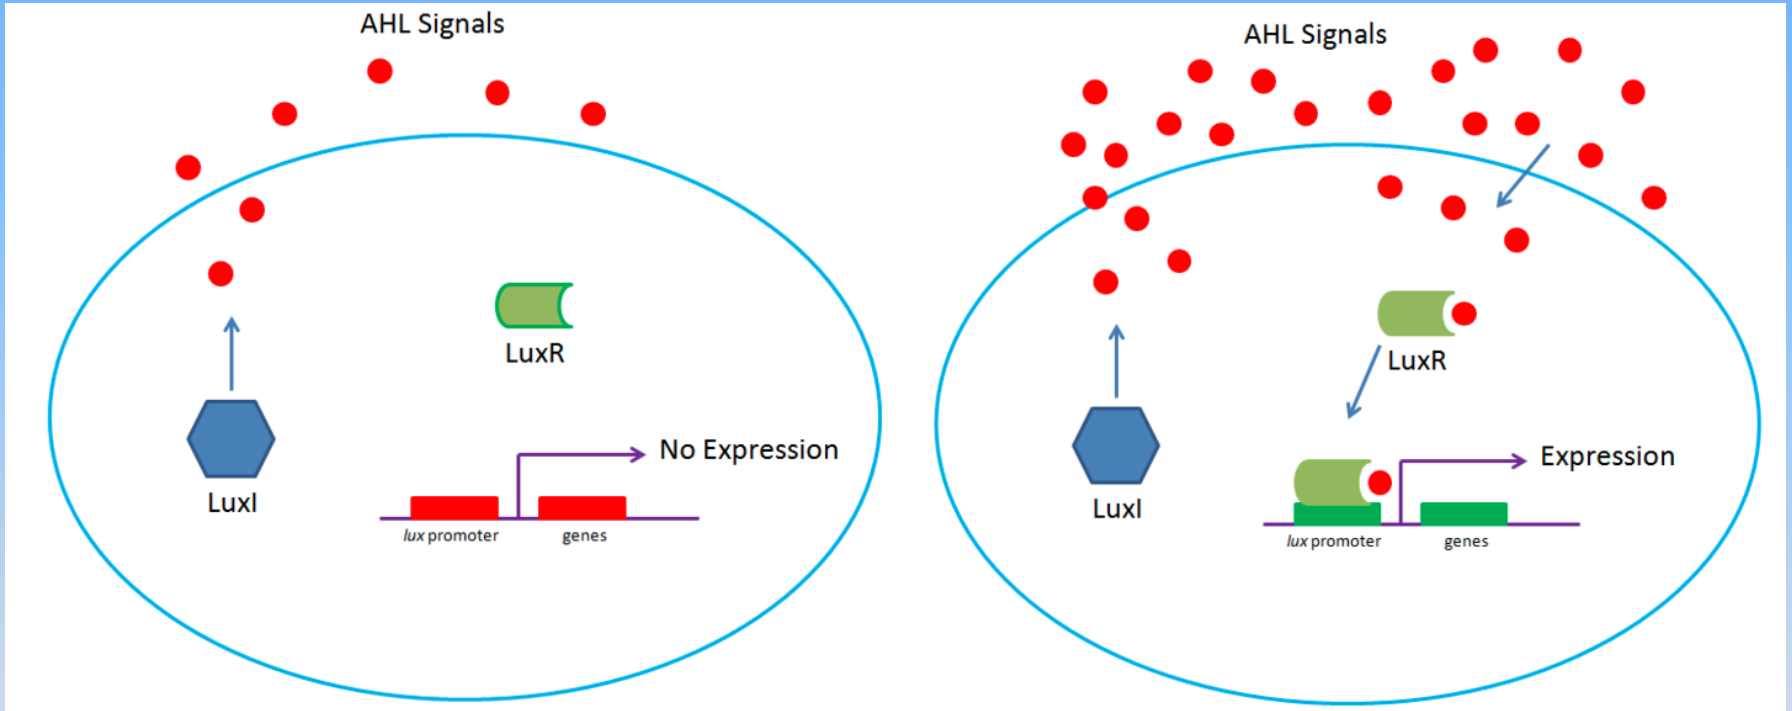 AHL Signals
LuxR
LuxI
No Expression
lux promoter
genes
AHL Signals
LuxR
LuxI
Expression
lux promoter
genes